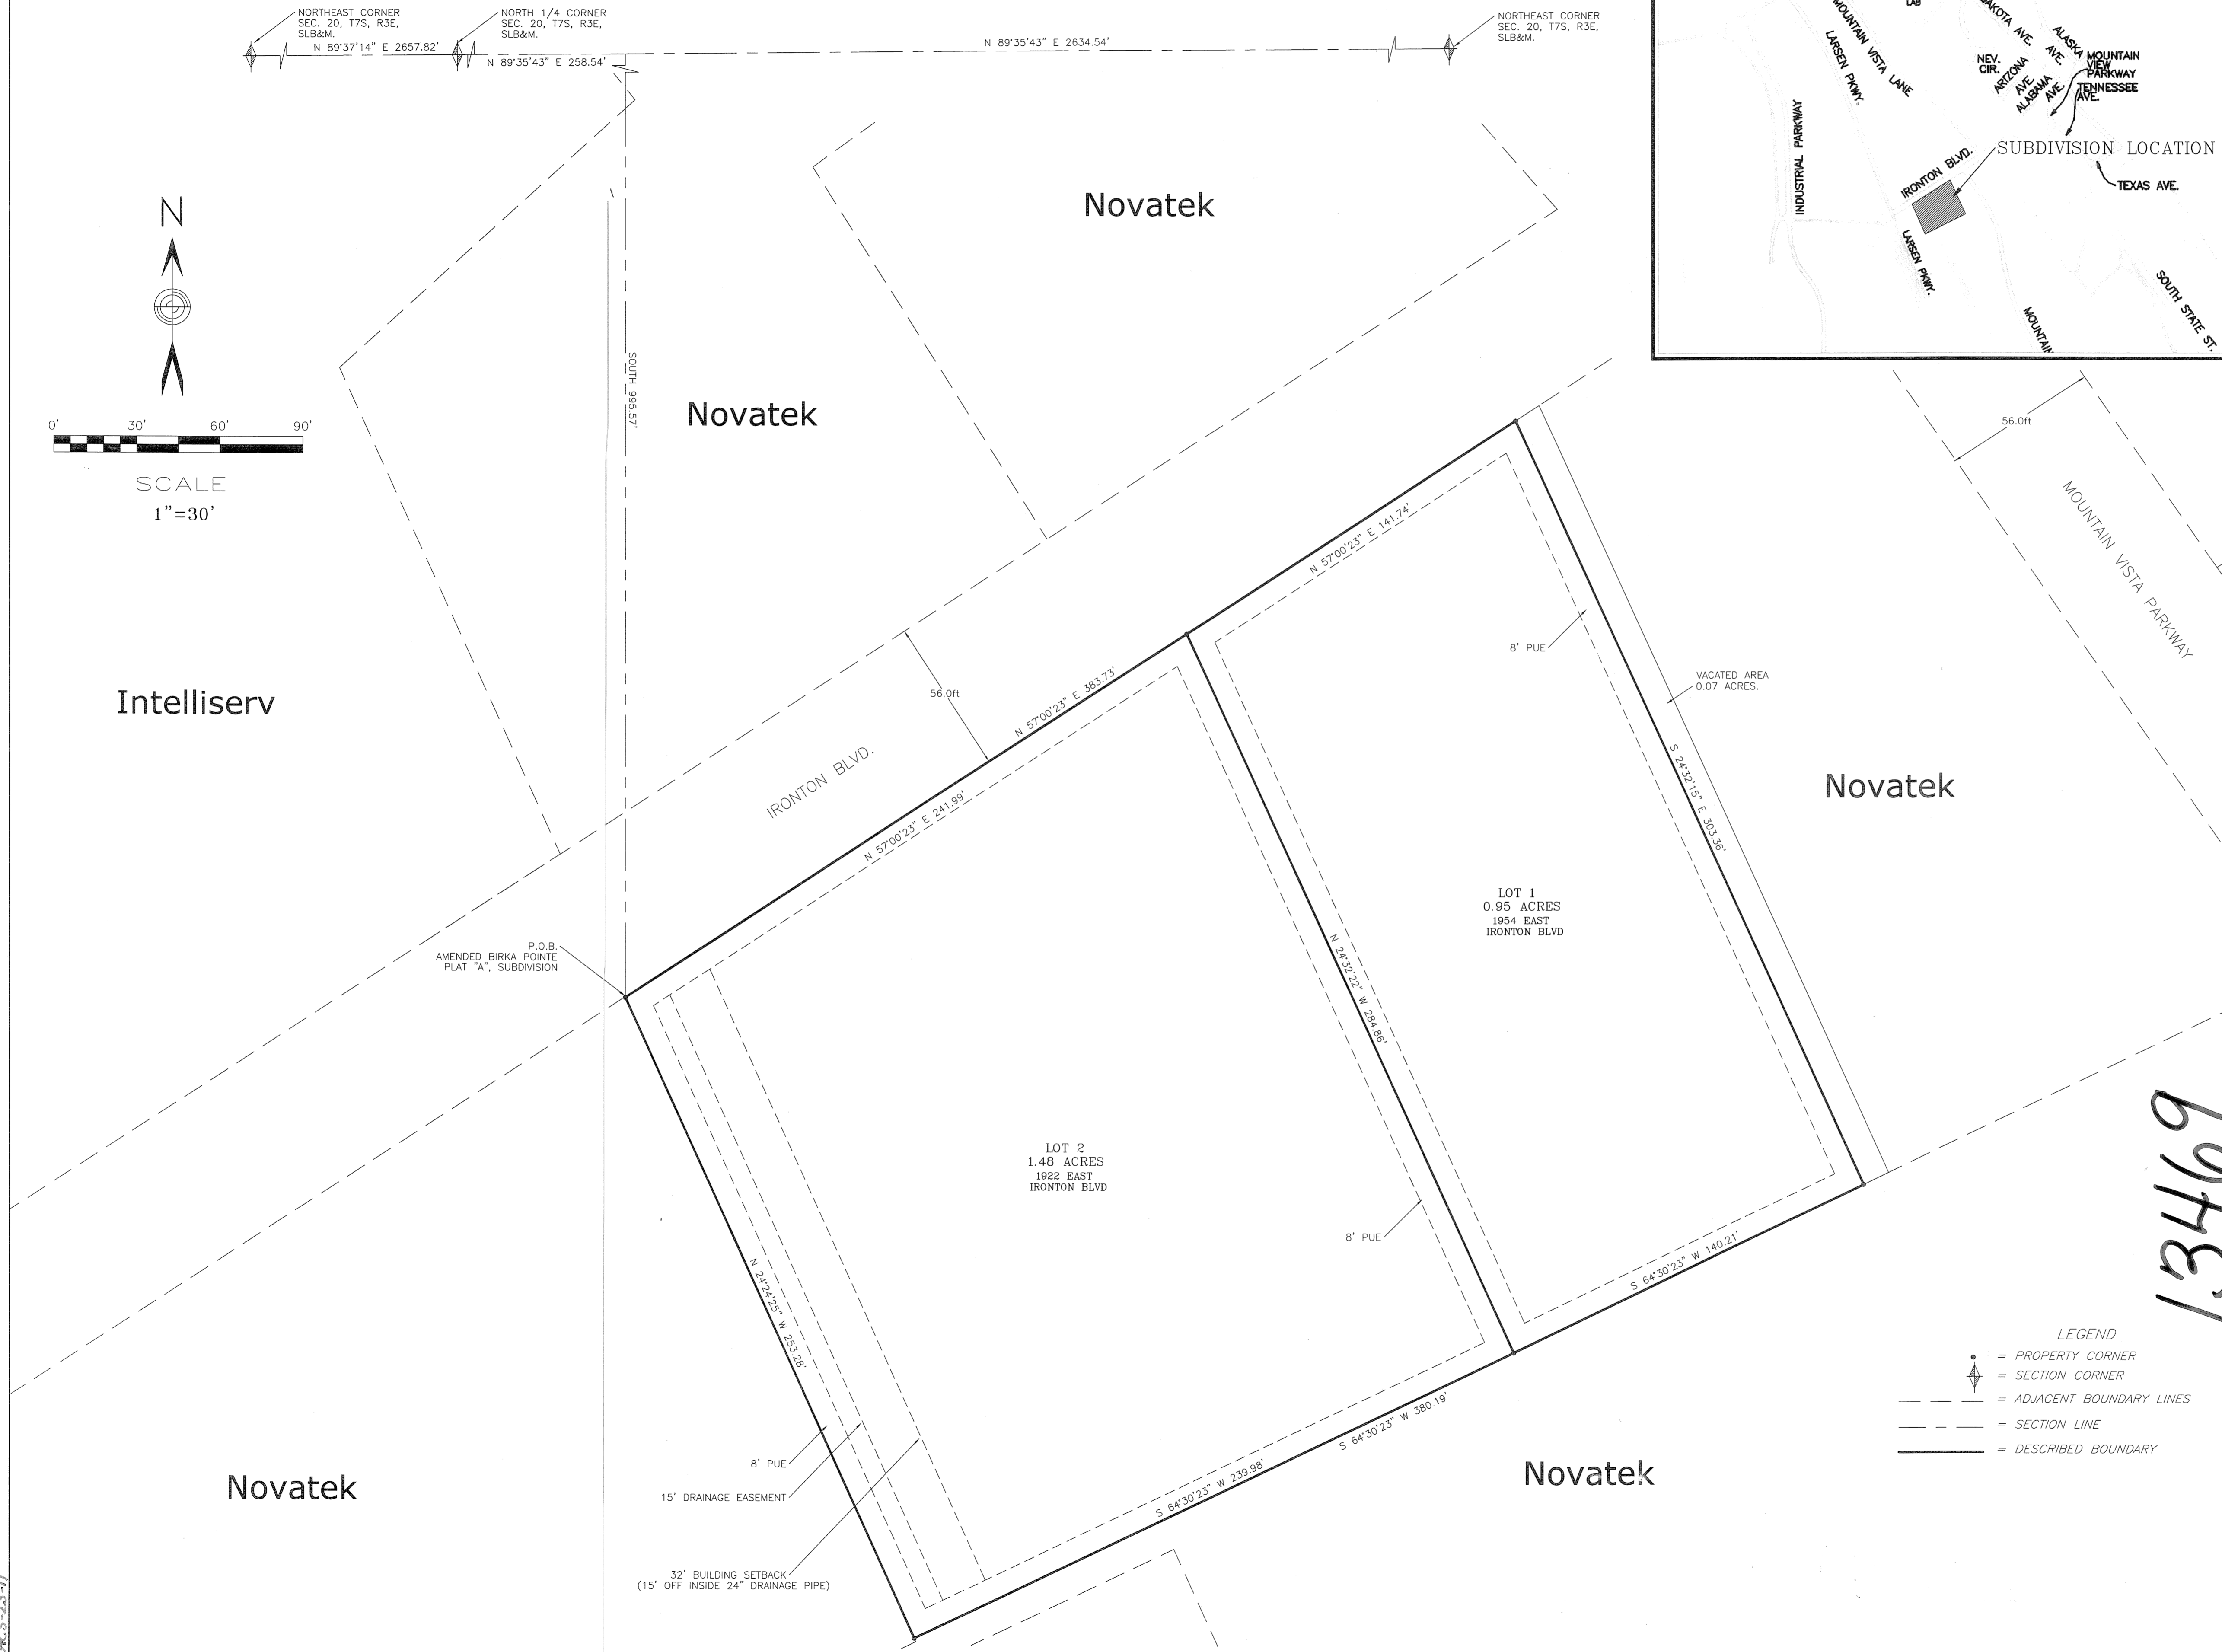 NORTHEAST CORNER
SEC. 20, T7S, R3E,
SLB&M.
N 89°37'14" E 2657.82'
NORTH 1/4 CORNER
SEC. 20, T7S, R3E,
SLB&M.
N 89°35'43" E 258.54'
N 89°35'43" E 2634.54'
NORTHEAST CORNER
SEC. 20, T7S, R3E,
SLB&M.
LAB
DAKOTA AVE.
MOUNTAIN VISTA LANE
LARSEN PKWY.
ALASKA AVE.
NEV.
CIR.
ARIZONA
AVE.
ALABAMA
AVE.
MOUNTAIN
VIEW
PARKWAY
TENNESSEE
AVE.
INDUSTRIAL PARKWAY
IRONTON BLVD.
SUBDIVISION LOCATION
TEXAS AVE.
LARSEN PKWY.
SOUTH STATE ST.
MOUNTAIN
N
0' 30' 60' 90'
SCALE
1"=30'
Novatek
Novatek
SOUTH 995.57'
56.0ft
MOUNTAIN VISTA PARKWAY
Intelliserv
N 57°00'23" E 141.74'
8' PUE
VACATED AREA
0.07 ACRES.
56.0ft
N 57°00'23" E 383.73'
IRONTON BLVD.
N 57°00'23" E 241.99'
S 24°32'15" E 303.36'
Novatek
LOT 1
0.95 ACRES
1954 EAST
IRONTON BLVD
P.O.B.
AMENDED BIRKA POINTE
PLAT "A", SUBDIVISION
N 24°32'22" W 284.86'
LOT 2
1.48 ACRES
1922 EAST
IRONTON BLVD
8' PUE
S 64°30'23" W 140.21'
N 24°24'25" W 253.28'
S 64°30'23" W 380.19'
S 64°30'23" W 239.98'
8' PUE
15' DRAINAGE EASEMENT
32' BUILDING SETBACK
(15' OFF INSIDE 24" DRAINAGE PIPE)
Novatek
Novatek
13469
LEGEND
= PROPERTY CORNER
= SECTION CORNER
= ADJACENT BOUNDARY LINES
= SECTION LINE
= DESCRIBED BOUNDARY